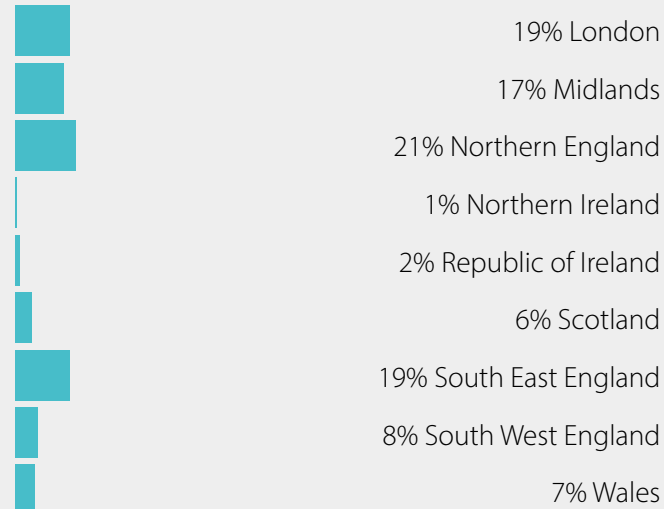 19% London
17% Midlands
21% Northern England
1% Northern Ireland
2% Republic of Ireland
6% Scotland
19% South East England
8% South West England
7% Wales